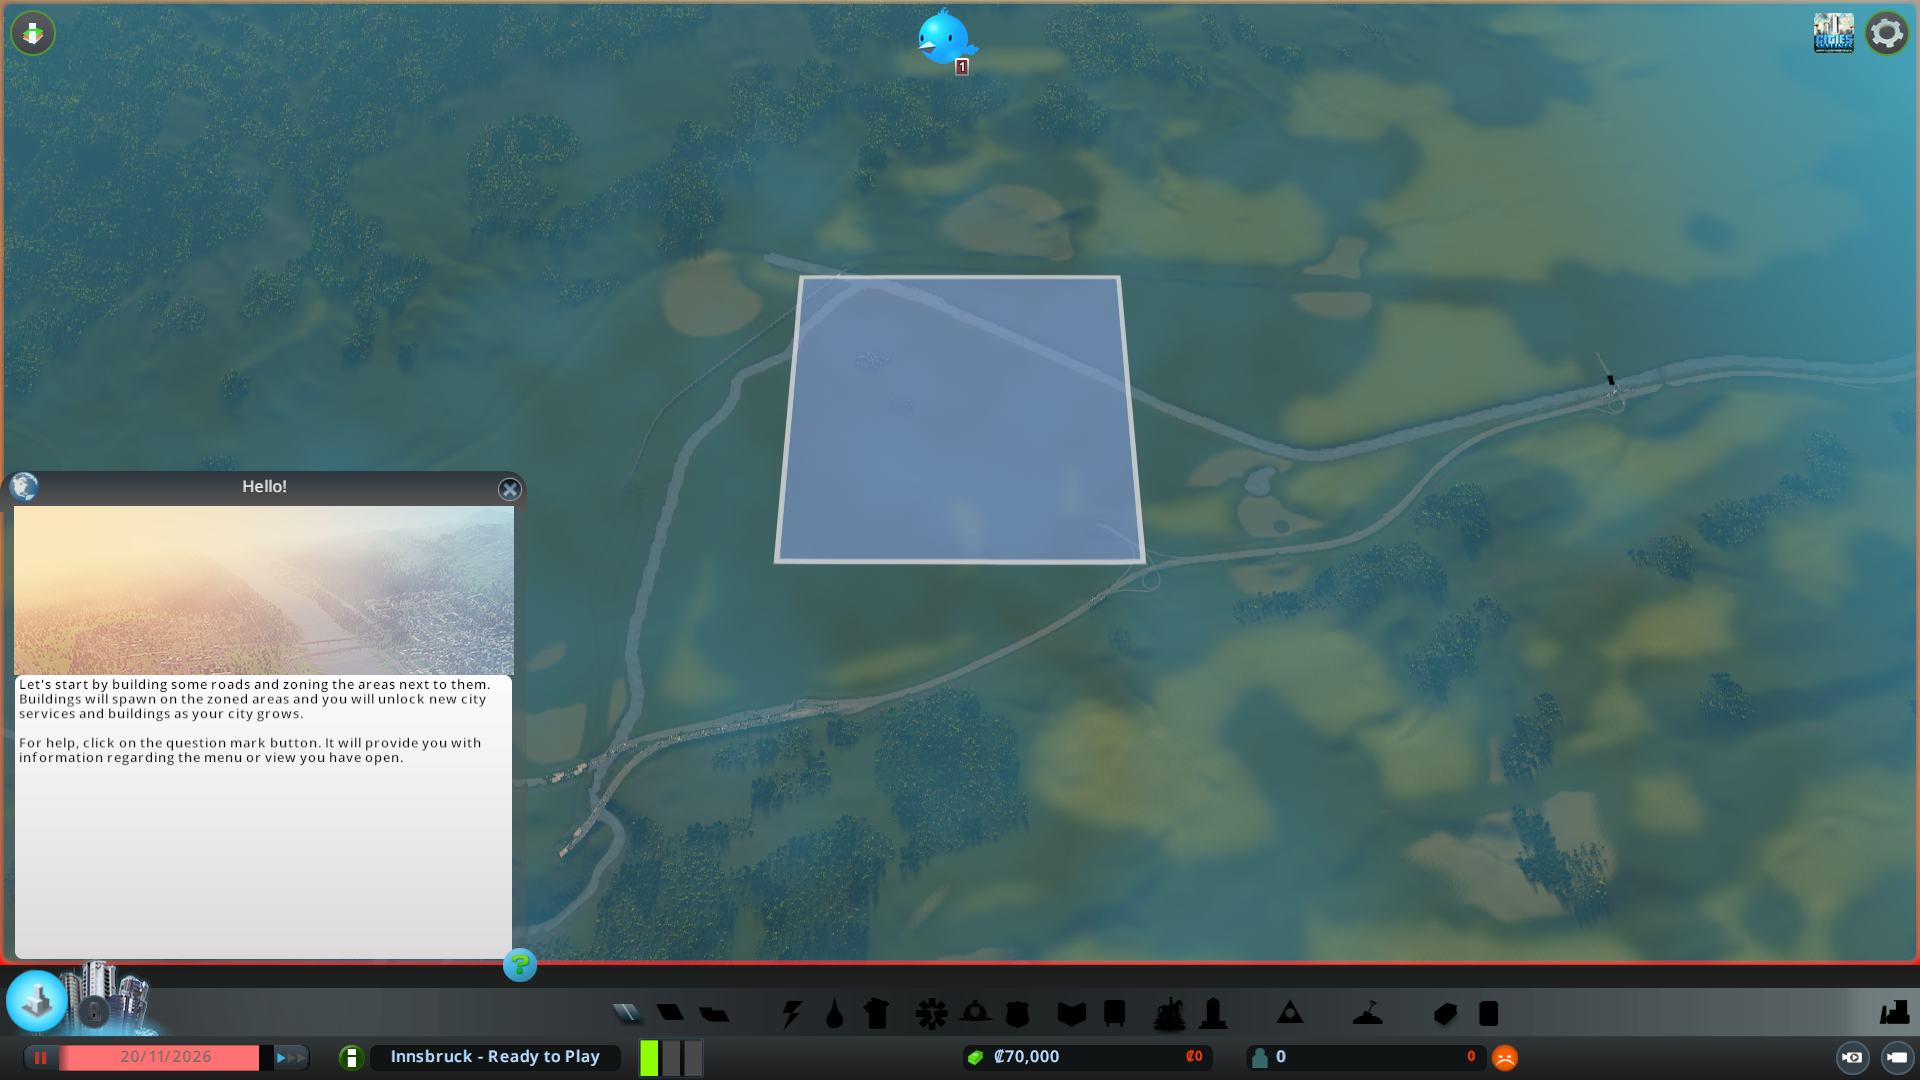 1
CITIES
SKYLINES
Hello!
Let's start by building some roads and zoning the areas next to them.
Buildings will spawn on the zoned areas and you will unlock new city
services and buildings as your city grows.
For help, click on the question mark button. It will provide you with
information regarding the menu or view you have open.
?
20/11/2026
Innsbruck - Ready to Play
₡70,000
₡0
0
0